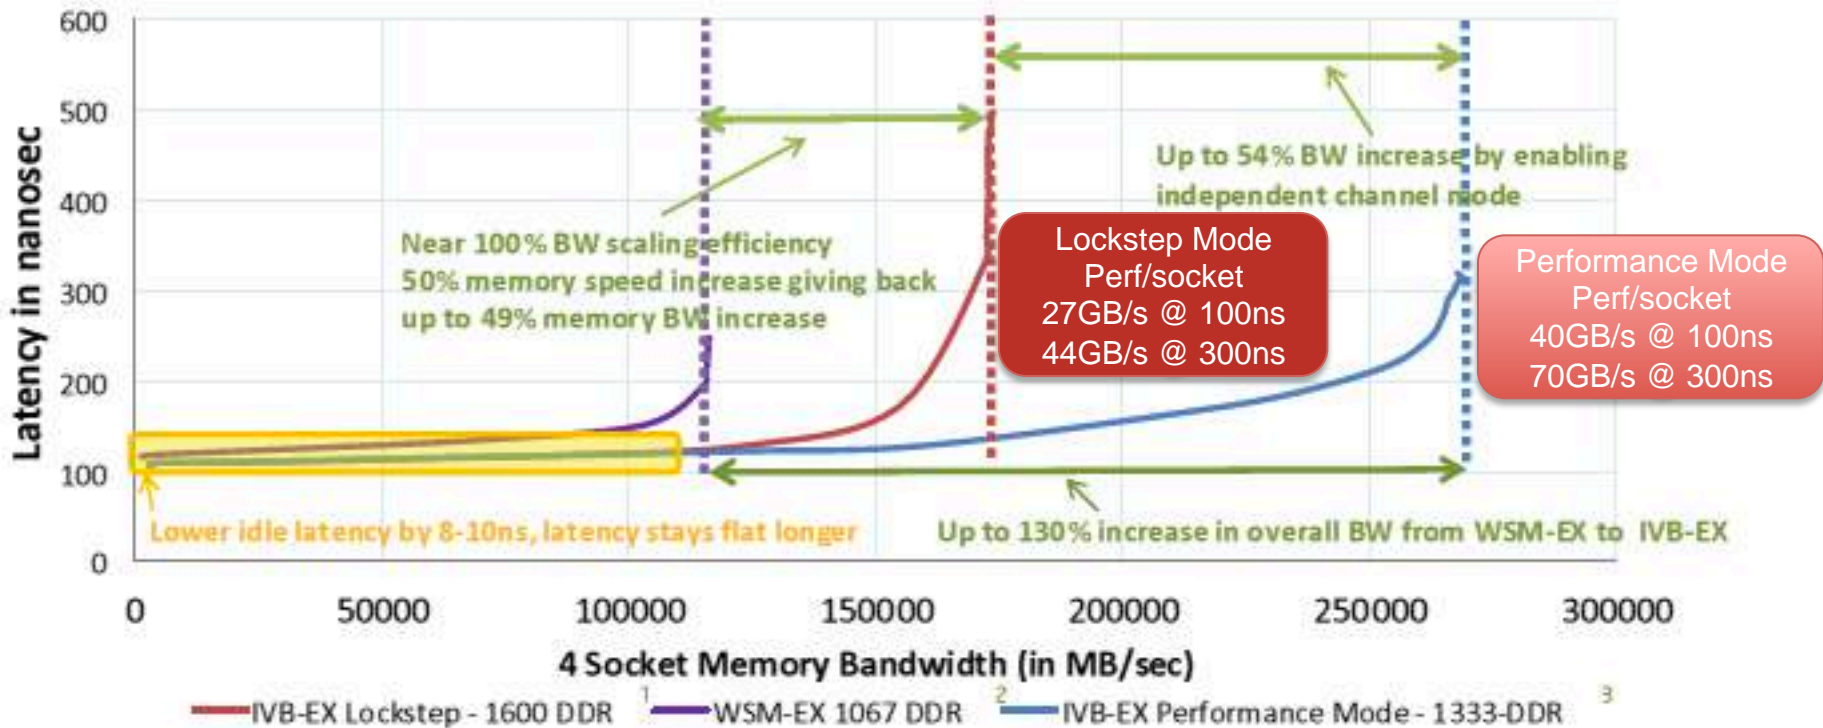 600
500
400
300
200
100
0
Latency in nanosec
Near 100% BW scaling efficiency
50% memory speed increase giving back
up to 49% memory BW increase
Up to 54% BW increase by enabling
independent channel mode
Lockstep Mode
Perf/socket
27GB/s @ 100ns
44GB/s @ 300ns
Performance Mode
Perf/socket
40GB/s @ 100ns
70GB/s @ 300ns
Lower idle latency by 8-10ns, latency stays flat longer
Up to 130% increase in overall BW from WSM-EX to IVB-EX
0 50000 100000 150000 200000 250000 300000
4 Socket Memory Bandwidth (in MB/sec)
IVB-EX Lockstep - 1600 DDR 1 WSM-EX 1067 DDR 2 IVB-EX Performance Mode - 1333-DDR 3